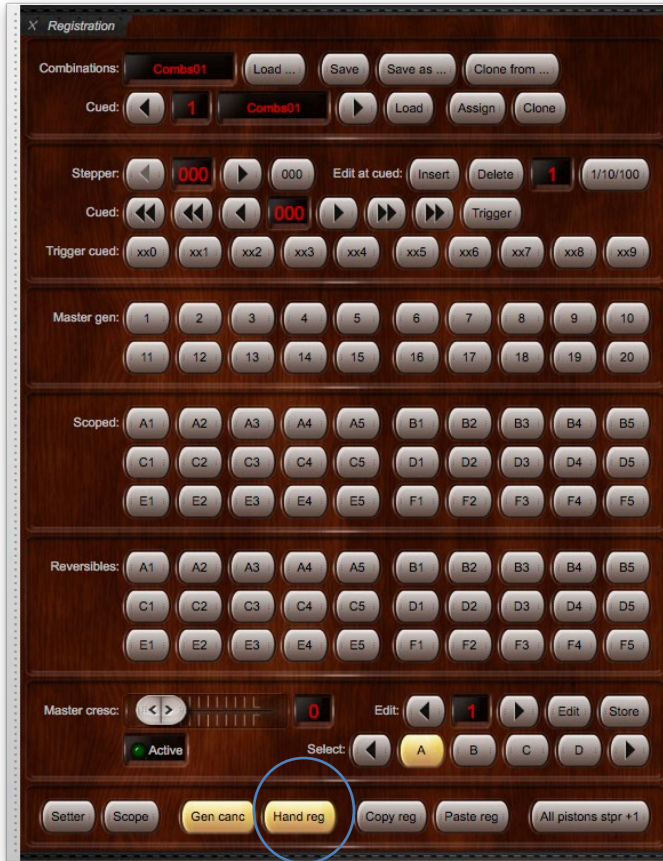 X Registration
Combinations: Combs01 Load ... Save Save as ... Clone from ...
Cued: 1 Combs01 Load Assign Clone
Stepper: 000 000 Edit at cued: Insert Delete 1 1/10/100
Cued: 000 Trigger
Trigger cued: xx0 xx1 xx2 xx3 xx4 xx5 xx6 xx7 xx8 xx9
Master gen: 1 2 3 4 5 6 7 8 9 10
11 12 13 14 15 16 17 18 19 20
Scoped: A1 A2 A3 A4 A5 B1 B2 B3 B4 B5
C1 C2 C3 C4 C5 D1 D2 D3 D4 D5
E1 E2 E3 E4 E5 F1 F2 F3 F4 F5
Reversibles: A1 A2 A3 A4 A5 B1 B2 B3 B4 B5
C1 C2 C3 C4 C5 D1 D2 D3 D4 D5
E1 E2 E3 E4 E5 F1 F2 F3 F4 F5
Master cresc: < > 0 Edit: 1 Edit Store
Active Select: A B C D
Setter Scope Gen canc Hand reg Copy reg Paste reg All pistons stpr +1